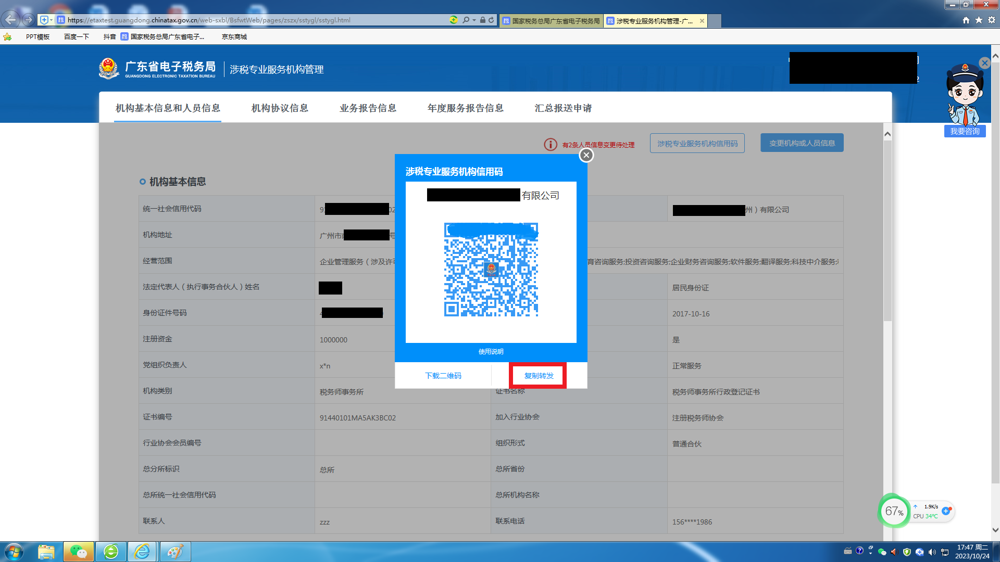 https://etaxtest.guangdong.chinatax.gov.cn/web-sxbl/BsfwtWeb/pages/zszx/sstygl/sstygl.html
国家税务总局广东省电子税务局
涉税专业服务机构管理-广...
PPT模板
百度一下
抖音
国家税务总局广东省电子...
京东商城
广东省电子税务局
GUANGDONG ELECTRONIC TAXATION BUREAU
涉税专业服务机构管理
我要咨询
机构基本信息和人员信息
机构协议信息
业务报告信息
年度服务报告信息
汇总报送申请
有2条人员信息变更待处理
涉税专业服务机构信用码
变更机构或人员信息
机构基本信息
涉税专业服务机构信用码
有限公司
使用说明
下载二维码
复制转发
统一社会信用代码
91
02
州）有限公司
机构地址
广州市
号
经营范围
企业管理服务（涉及许
育咨询服务;投资咨询服务;企业财务咨询服务;软件服务;翻译服务;科技中介服务;
法定代表人（执行事务合伙人）姓名
居民身份证
身份证件号码
2017-10-16
注册资金
1000000
是
党组织负责人
x*n
正常服务
机构类别
税务师事务所
证书名称
税务师事务所行政登记证书
证书编号
91440101MA5AK3BC02
加入行业协会
注册税务师协会
行业协会会员编号
组织形式
普通合伙
总分所标识
总所
总所省份
总所统一社会信用代码
总所机构名称
联系人
zzz
联系电话
156****1986
67%
1.9K/s
CPU 34℃
17:47 周二
2023/10/24